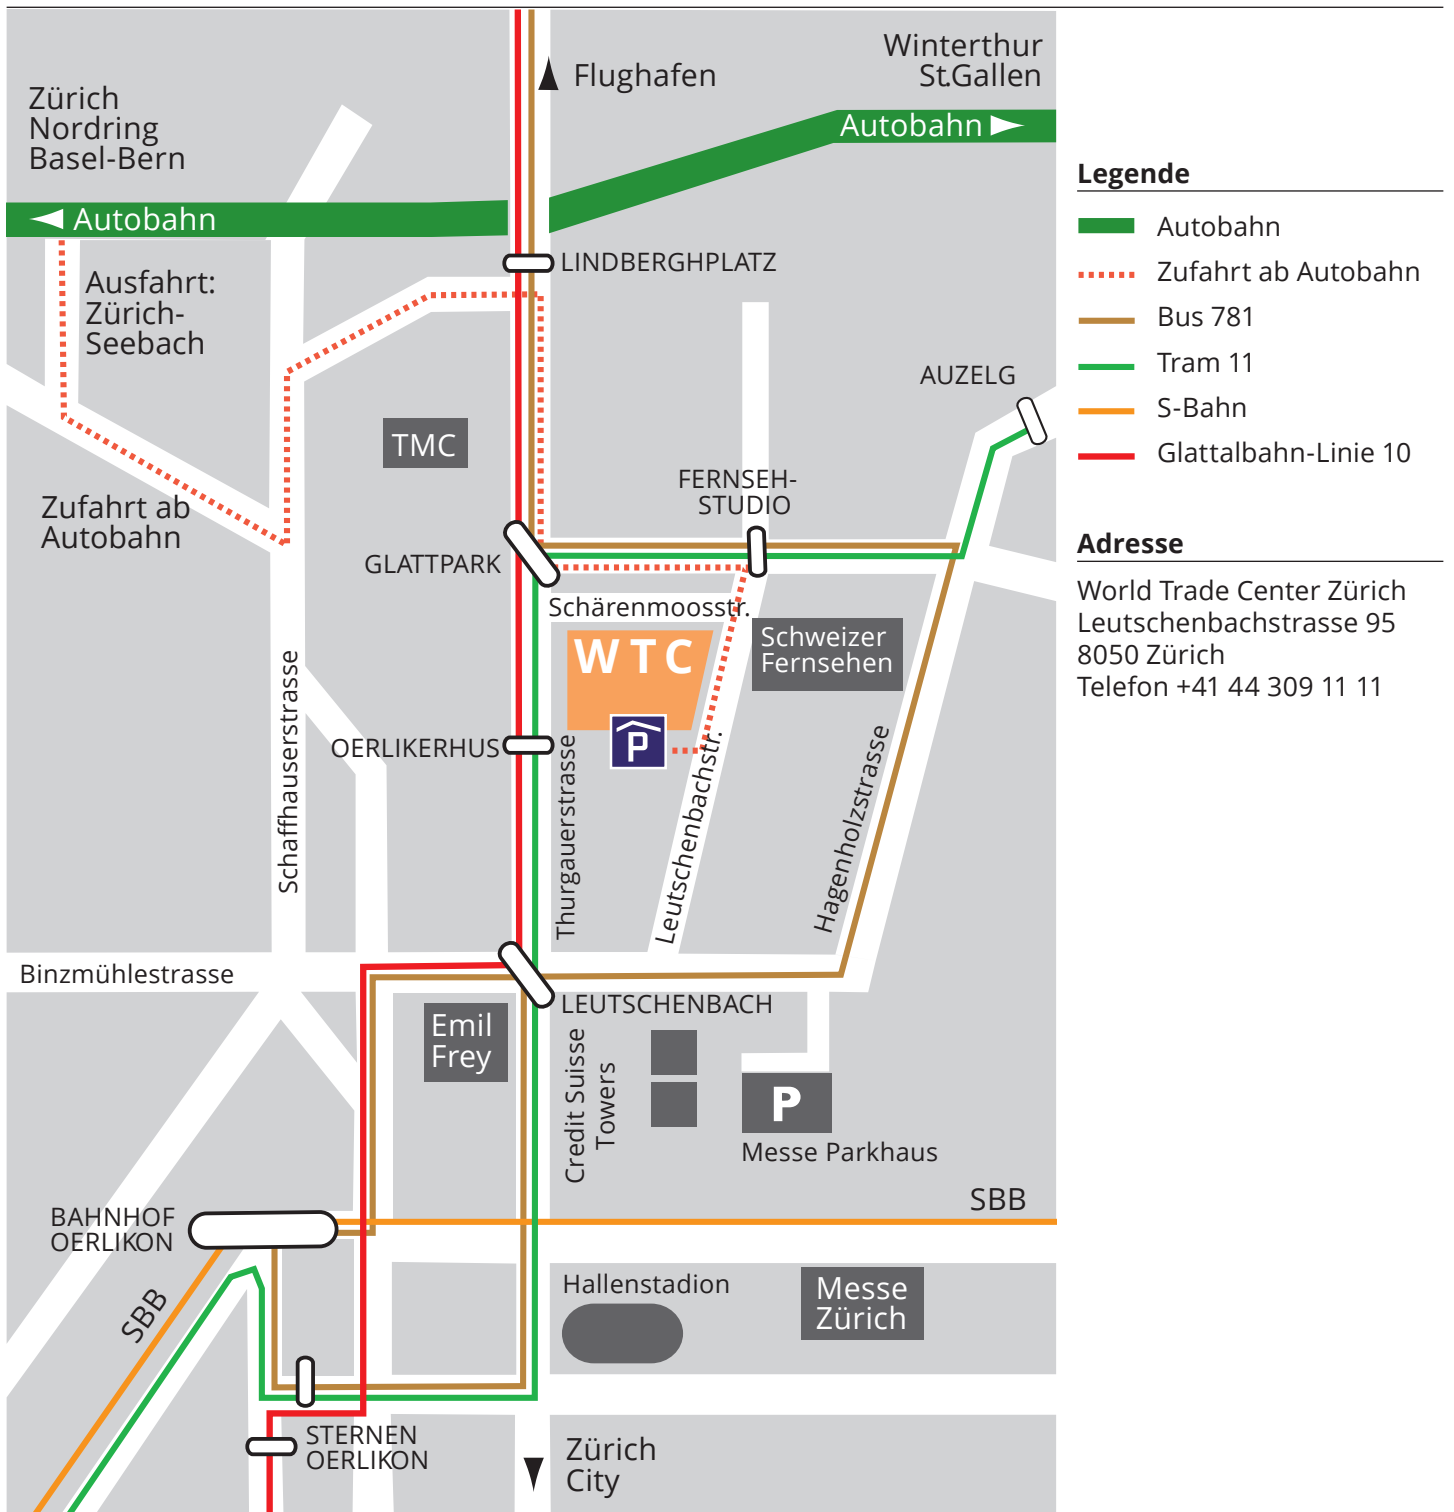 Winterthur
St.Gallen
Flughafen
Zürich
Nordring
Basel-Bern
Autobahn
Autobahn
LINDBERGHPLATZ
Ausfahrt:
Zürich-
Seebach
AUZELG
TMC
FERNSEH-
STUDIO
Zufahrt ab
Autobahn
GLATTPARK
Schärenmoosstr.
WTC
Schweizer
Fernsehen
Schaffhauserstrasse
OERLIKERHUS
P
Thurgauerstrasse
Leutschenbachstr.
Hagenholzstrasse
Binzmühlestrasse
LEUTSCHENBACH
Emil
Frey
Credit Suisse
Towers
P
Messe Parkhaus
SBB
BAHNHOF
OERLIKON
SBB
Hallenstadion
Messe
Zürich
STERNEN
OERLIKON
Zürich
City
Legende
Autobahn
Zufahrt ab Autobahn
Bus 781
Tram 11
S-Bahn
Glattalbahn-Linie 10
Adresse
World Trade Center Zürich
Leutschenbachstrasse 95
8050 Zürich
Telefon +41 44 309 11 11